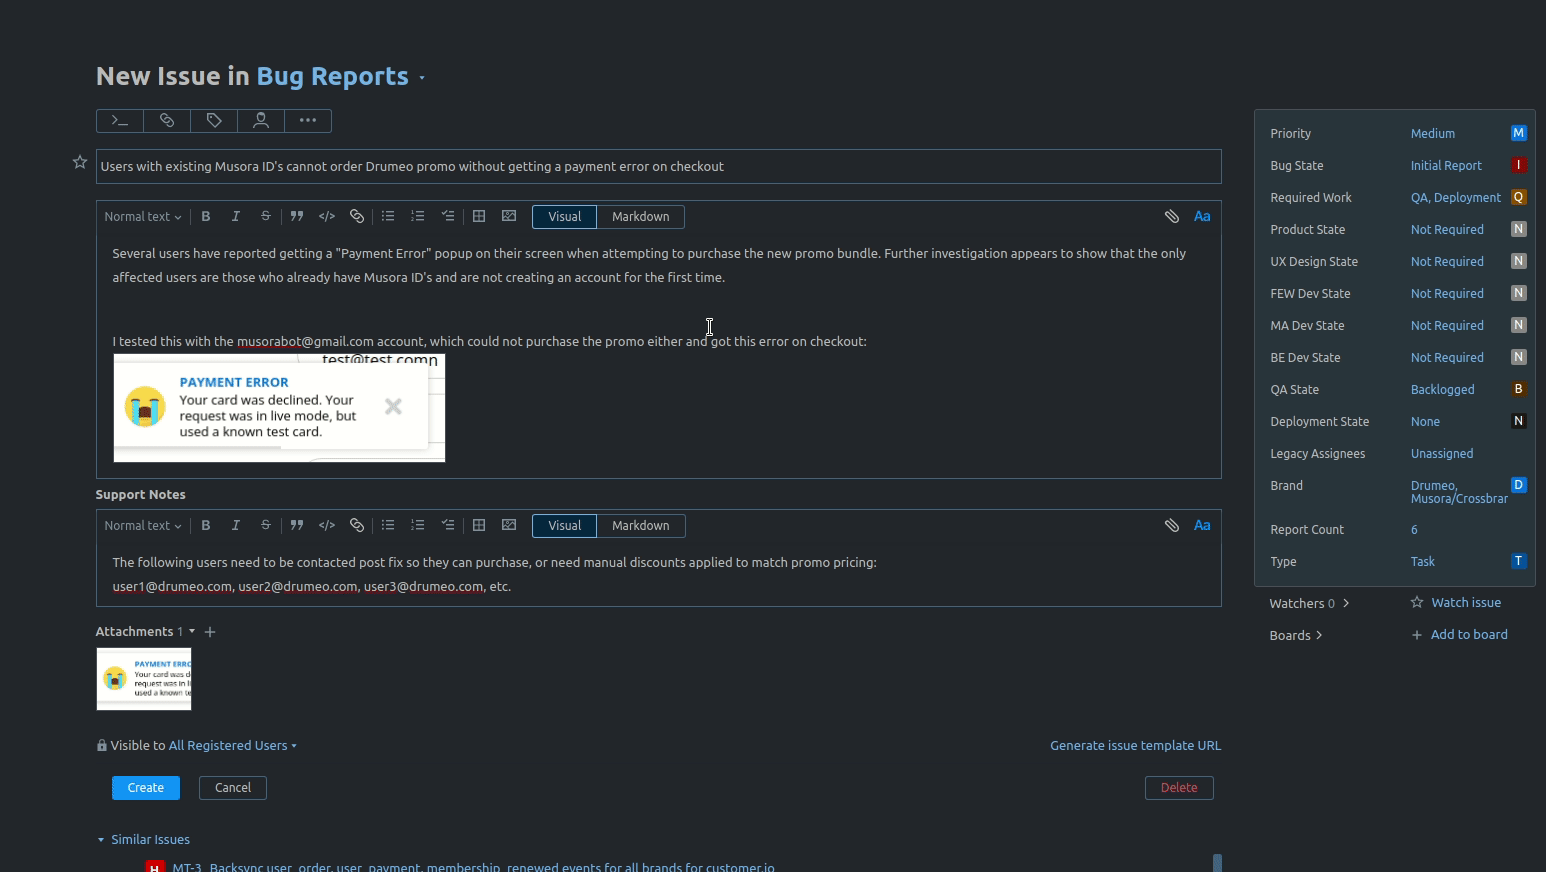 New Issue in Bug Reports
Users with existing Musora ID's cannot order Drumeo promo without getting a payment error on checkout
Normal text B I S Visual Markdown Aa
Several users have reported getting a "Payment Error" popup on their screen when attempting to purchase the new promo bundle. Further investigation appears to show that the only
affected users are those who already have Musora ID's and are not creating an account for the first time.
I tested this with the musorabot@gmail.com account, which could not purchase the promo either and got this error on checkout:
test@test.comn
PAYMENT ERROR
Your card was declined. Your
request was in live mode, but
used a known test card.
Support Notes
Normal text B I S Visual Markdown Aa
The following users need to be contacted post fix so they can purchase, or need manual discounts applied to match promo pricing:
user1@drumeo.com, user2@drumeo.com, user3@drumeo.com, etc.
Attachments 1
PAYMENT ERRO
Your card was d
request was in li
used a known te
Visible to All Registered Users
Generate issue template URL
Create Cancel Delete
Similar Issues
H MT-3 Backsync user, order, user, payment, membership, renewed events for all brands for customer.io
Priority Medium M
Bug State Initial Report I
Required Work QA, Deployment Q
Product State Not Required N
UX Design State Not Required N
FEW Dev State Not Required N
MA Dev State Not Required N
BE Dev State Not Required N
QA State Backlogged B
Deployment State None N
Legacy Assignees Unassigned
Brand Drumeo, D
Musora/Crossbrar
Report Count 6
Type Task T
Watchers 0 Watch issue
Boards Add to board